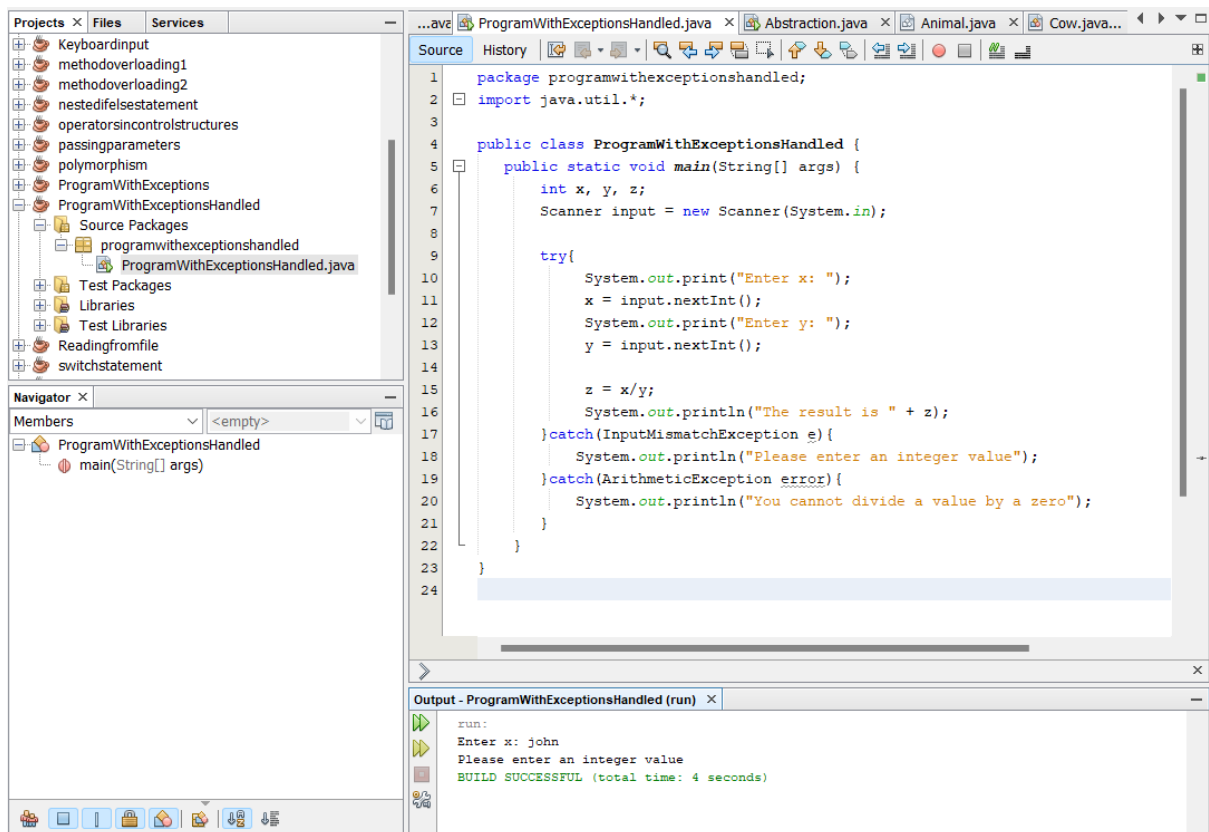 Projects × Files Services
Keyboardinput
methodoverloading1
methodoverloading2
nestedifelsestatement
operatorsincontrolstructures
passingparameters
polymorphism
ProgramWithExceptions
ProgramWithExceptionsHandled
Source Packages
programwithexceptionshandled
ProgramWithExceptionsHandled.java
Test Packages
Libraries
Test Libraries
Readingfromfile
switchstatement
Navigator ×
Members <empty>
ProgramWithExceptionsHandled
main(String[] args)
...ava ProgramWithExceptionsHandled.java × Abstraction.java × Animal.java × Cow.java...
Source History
1 package programwithexceptionshandled;
2 import java.util.*;
3
4 public class ProgramWithExceptionsHandled {
5 public static void main(String[] args) {
6 int x, y, z;
7 Scanner input = new Scanner(System.in);
8
9 try{
10 System.out.print("Enter x: ");
11 x = input.nextInt();
12 System.out.print("Enter y: ");
13 y = input.nextInt();
14
15 z = x/y;
16 System.out.println("The result is " + z);
17 }catch(InputMismatchException e){
18 System.out.println("Please enter an integer value");
19 }catch(ArithmeticException error){
20 System.out.println("You cannot divide a value by a zero");
21 }
22 }
23 }
24
Output - ProgramWithExceptionsHandled (run) ×
run:
Enter x: john
Please enter an integer value
BUILD SUCCESSFUL (total time: 4 seconds)